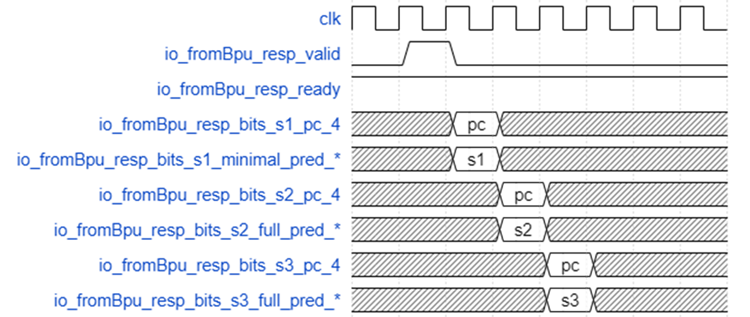 clk
io_fromBpu_resp_valid
io_fromBpu_resp_ready
io_fromBpu_resp_bits_s1_pc_4 pc
io_fromBpu_resp_bits_s1_minimal_pred_* s1
io_fromBpu_resp_bits_s2_pc_4 pc
io_fromBpu_resp_bits_s2_full_pred_* s2
io_fromBpu_resp_bits_s3_pc_4 pc
io_fromBpu_resp_bits_s3_full_pred_* s3